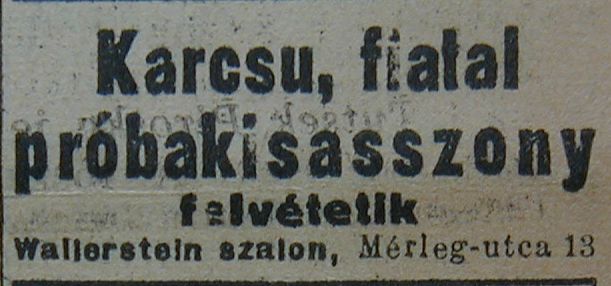 Karcsu, fiatal
próbakisasszony
felvétetik
Wallerstein szalon, Mérleg-utca 13